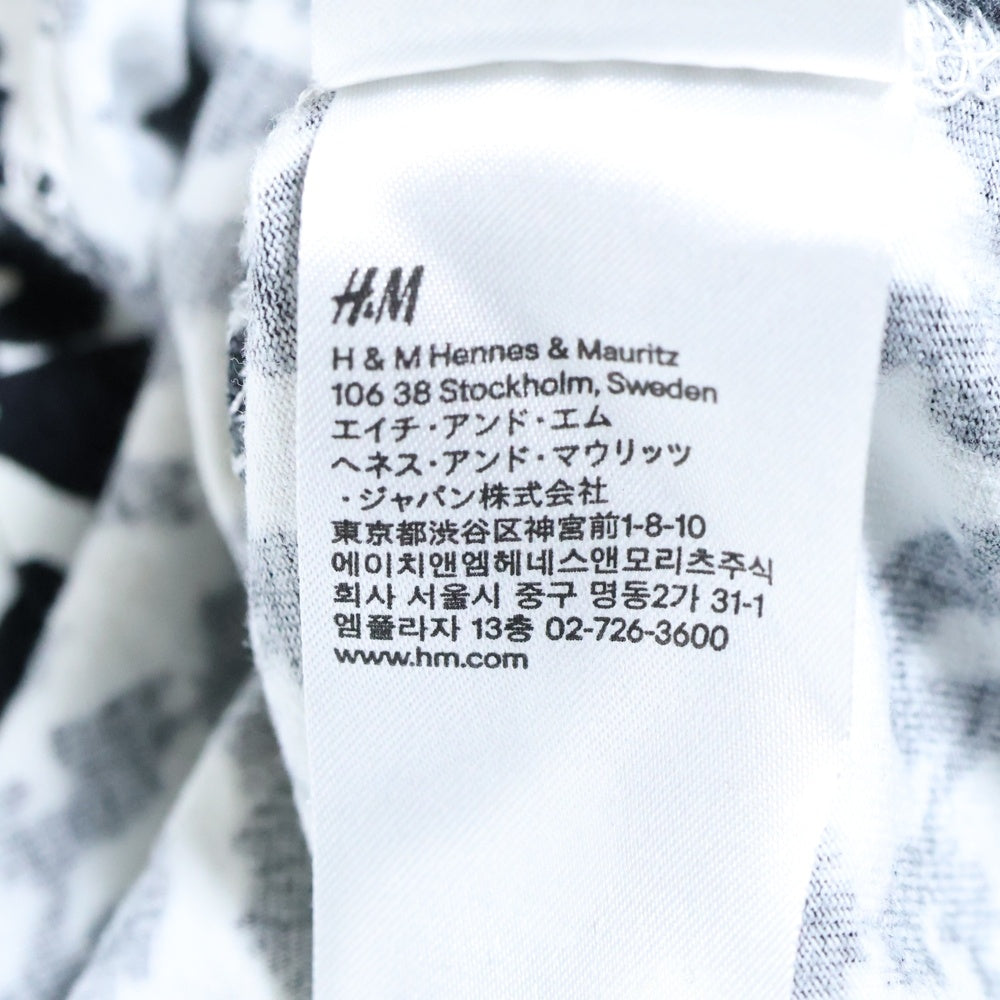 H&M
H & M Hennes & Mauritz
106 38 Stockholm, Sweden
エイチ・アンド・エム
ヘネス・アンド・マウリッツ
・ジャパン株式会社
東京都渋谷区神宮前1-8-10
에이치앤엠헤네스앤모리츠주식
회사 서울시 중구 명동2가 31-1
엠플라자 13층 02-726-3600
www.hm.com